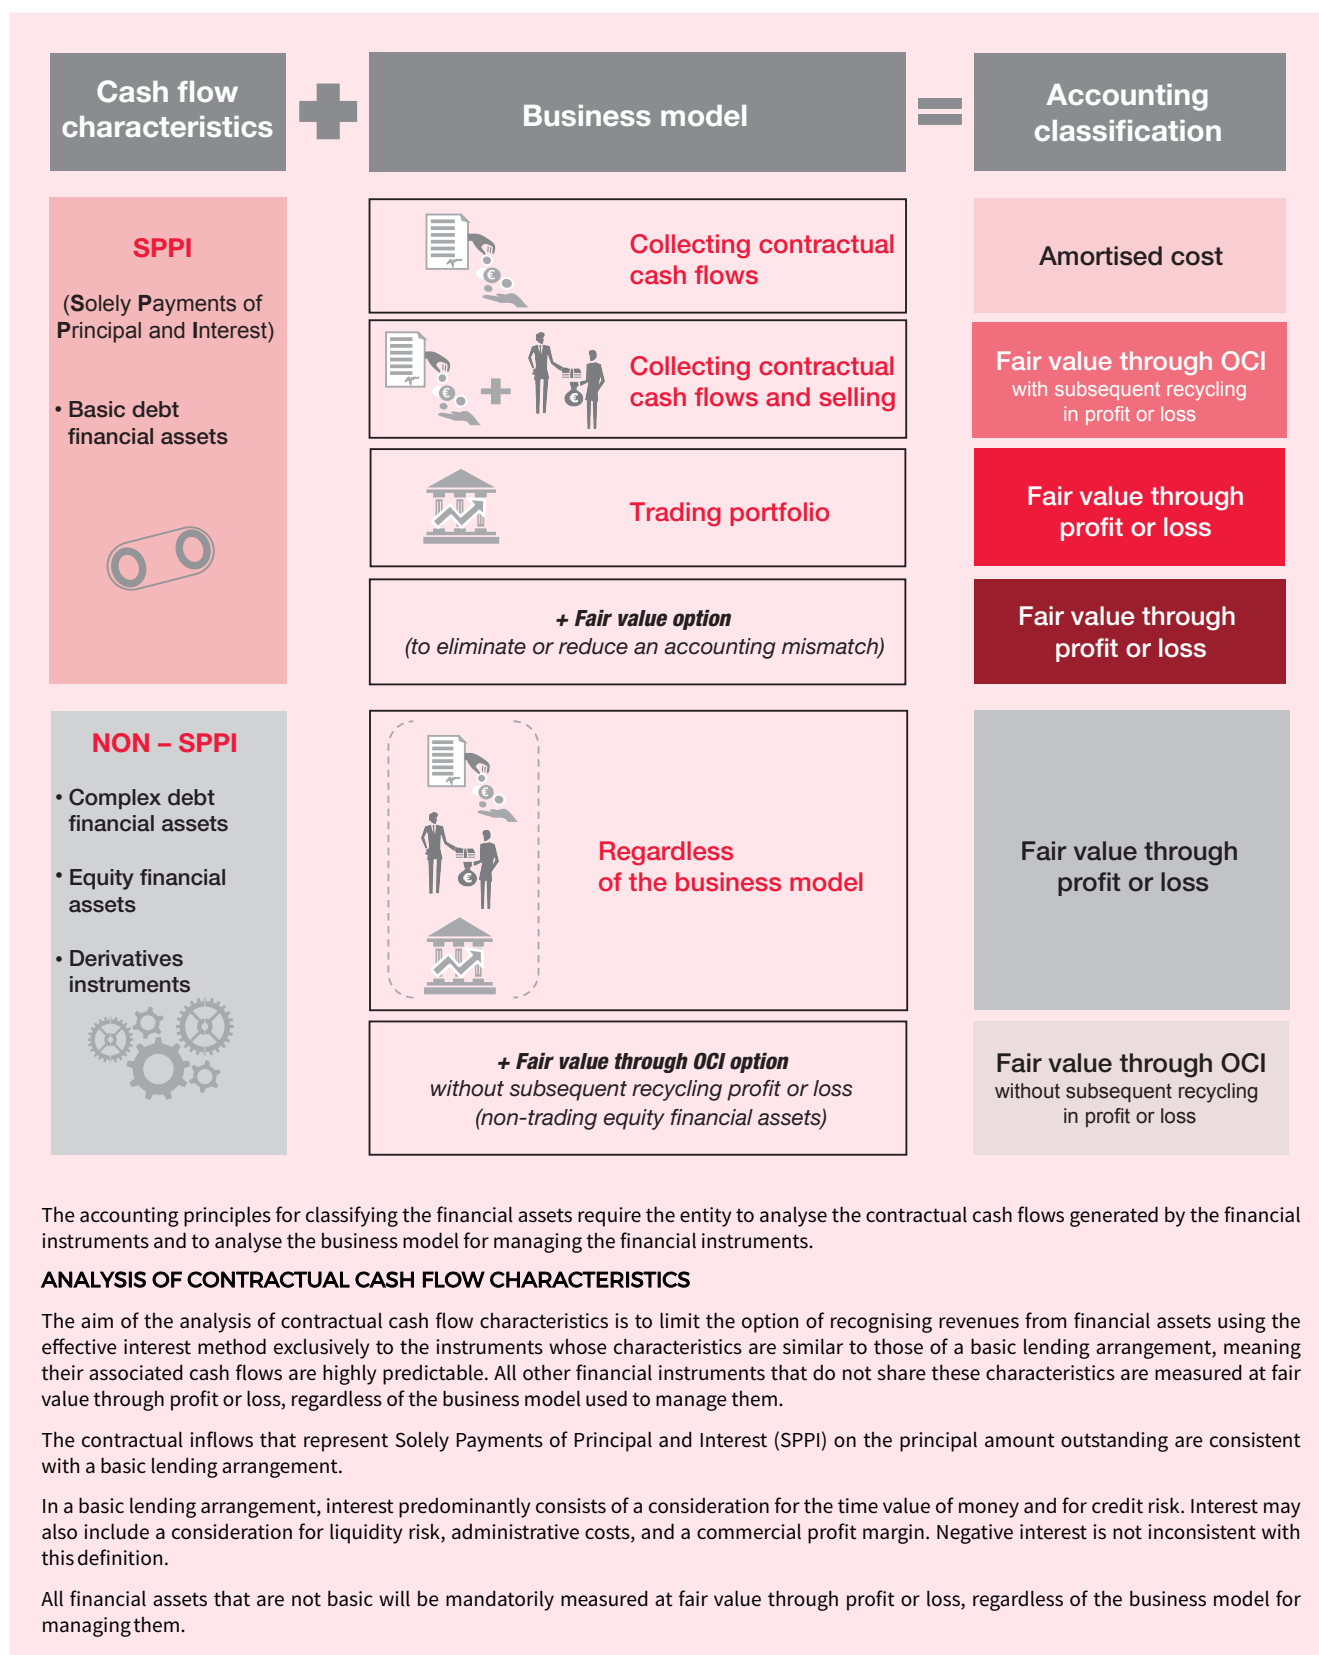 Cash flow
characteristics
Business model
Accounting
classification
SPPI
(Solely Payments of
Principal and Interest)
• Basic debt
financial assets
Collecting contractual
cash flows
Amortised cost
Collecting contractual
cash flows and selling
Fair value through OCI
with subsequent recycling
in profit or loss
Trading portfolio
Fair value through
profit or loss
+ Fair value option
(to eliminate or reduce an accounting mismatch)
Fair value through
profit or loss
NON – SPPI
• Complex debt
financial assets
• Equity financial
assets
• Derivatives
instruments
Regardless
of the business model
Fair value through
profit or loss
+ Fair value through OCI option
without subsequent recycling profit or loss
(non-trading equity financial assets)
Fair value through OCI
without subsequent recycling
in profit or loss
The accounting principles for classifying the financial assets require the entity to analyse the contractual cash flows generated by the financial
instruments and to analyse the business model for managing the financial instruments.
ANALYSIS OF CONTRACTUAL CASH FLOW CHARACTERISTICS
The aim of the analysis of contractual cash flow characteristics is to limit the option of recognising revenues from financial assets using the
effective interest method exclusively to the instruments whose characteristics are similar to those of a basic lending arrangement, meaning
their associated cash flows are highly predictable. All other financial instruments that do not share these characteristics are measured at fair
value through profit or loss, regardless of the business model used to manage them.
The contractual inflows that represent Solely Payments of Principal and Interest (SPPI) on the principal amount outstanding are consistent
with a basic lending arrangement.
In a basic lending arrangement, interest predominantly consists of a consideration for the time value of money and for credit risk. Interest may
also include a consideration for liquidity risk, administrative costs, and a commercial profit margin. Negative interest is not inconsistent with
this definition.
All financial assets that are not basic will be mandatorily measured at fair value through profit or loss, regardless of the business model for
managing them.